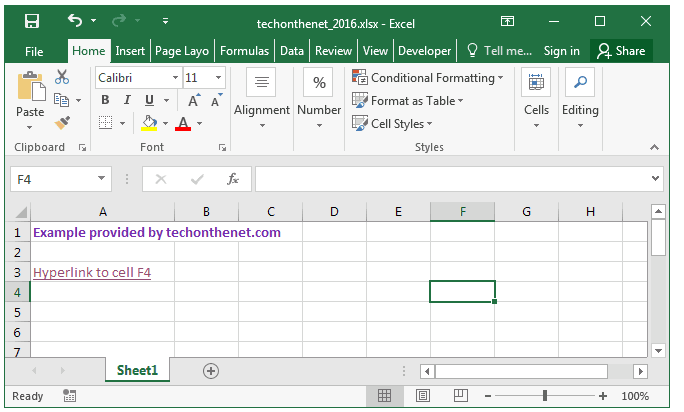 techonthenet_2016.xlsx - Excel
File Home Insert Page Layo Formulas Data Review View Developer Tell me... Sign in Share
Calibri 11
Conditional Formatting
Paste
B I U A A
Alignment Number
Format as Table
Cells Editing
A
Cell Styles
Clipboard Font Styles
F4 fx
A B C D E F G H
1 Example provided by techonthenet.com
2
3 Hyperlink to cell F4
4
5
6
7
Sheet1
Ready 100%